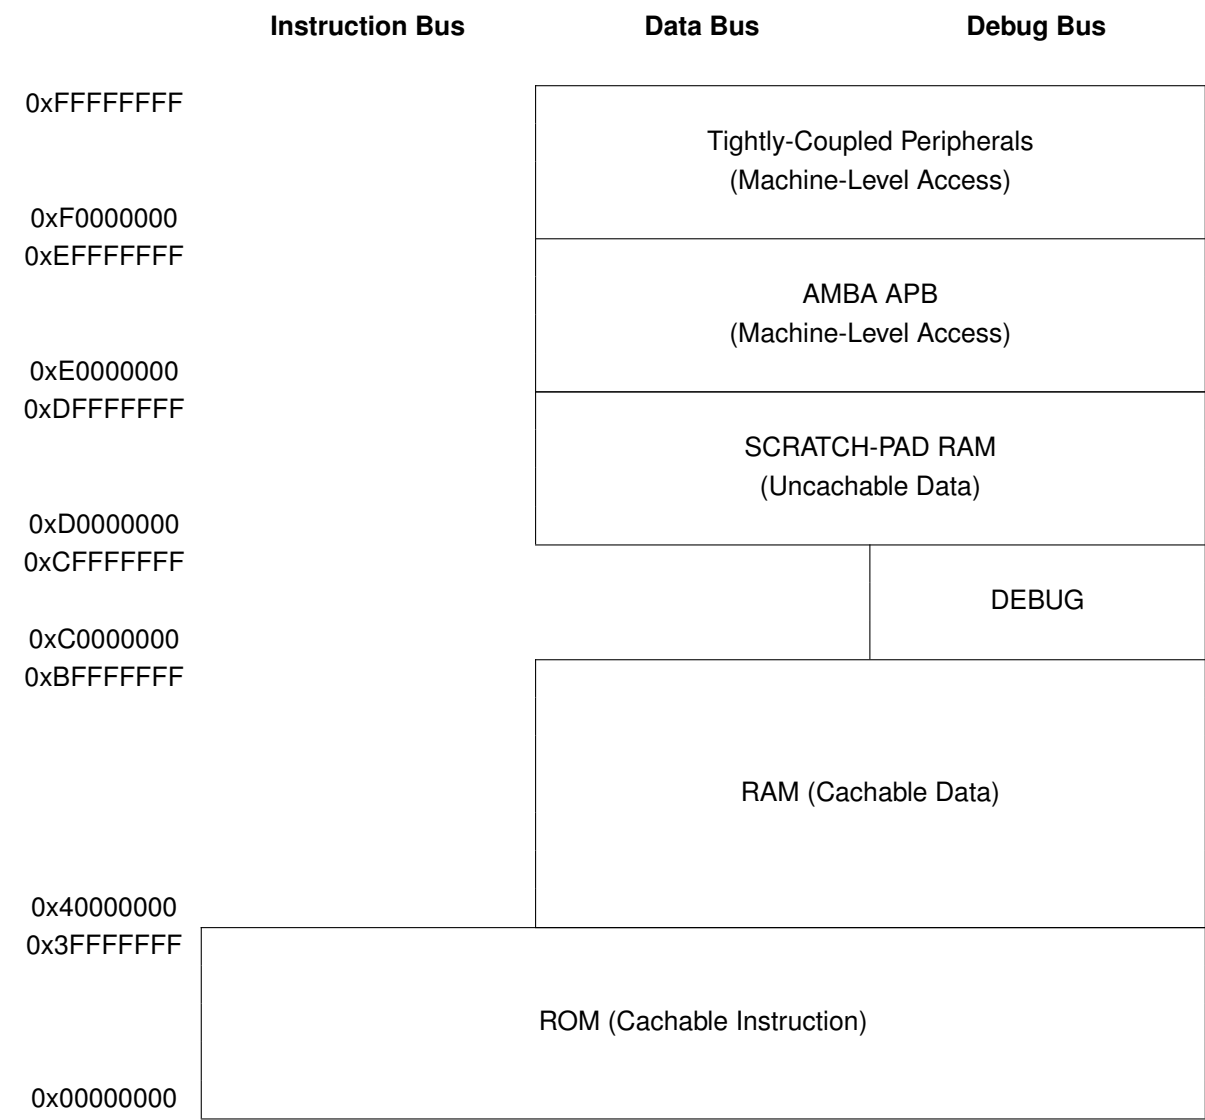 Instruction Bus Data Bus Debug Bus
0xFFFFFFFF
Tightly-Coupled Peripherals
(Machine-Level Access)
0xF0000000
0xEFFFFFFF
AMBA APB
(Machine-Level Access)
0xE0000000
0xDFFFFFFF
SCRATCH-PAD RAM
(Uncachable Data)
0xD0000000
0xCFFFFFFF
DEBUG
0xC0000000
0xBFFFFFFF
RAM (Cachable Data)
0x40000000
0x3FFFFFFF
ROM (Cachable Instruction)
0x00000000